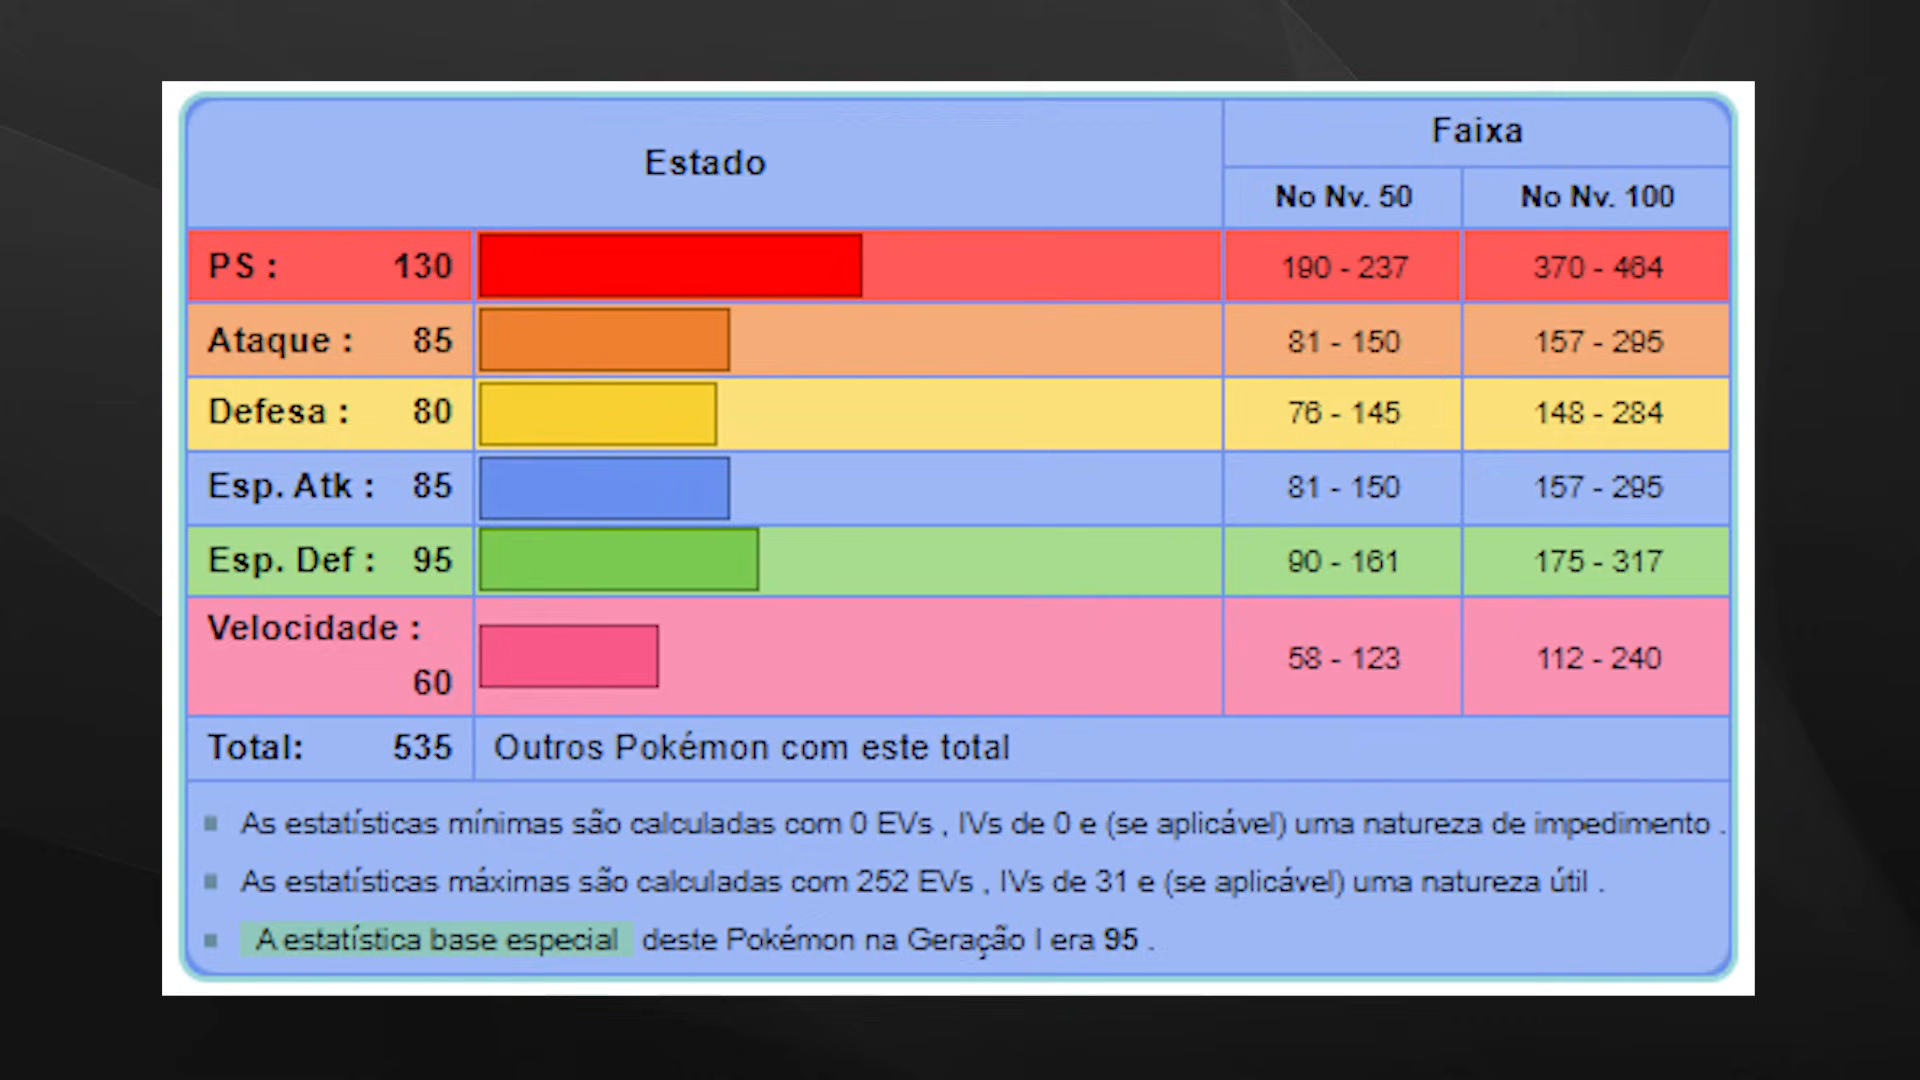 Estado
Faixa
No Nv. 50
No Nv. 100
PS : 130 190 - 237 370 - 464
Ataque : 85 81 - 150 157 - 295
Defesa : 80 76 - 145 148 - 284
Esp. Atk : 85 81 - 150 157 - 295
Esp. Def : 95 90 - 161 175 - 317
Velocidade :
60 58 - 123 112 - 240
Total: 535 Outros Pokémon com este total
As estatísticas mínimas são calculadas com 0 EVs , IVs de 0 e (se aplicável) uma natureza de impedimento .
As estatísticas máximas são calculadas com 252 EVs , IVs de 31 e (se aplicável) uma natureza útil .
A estatística base especial deste Pokémon na Geração I era 95 .